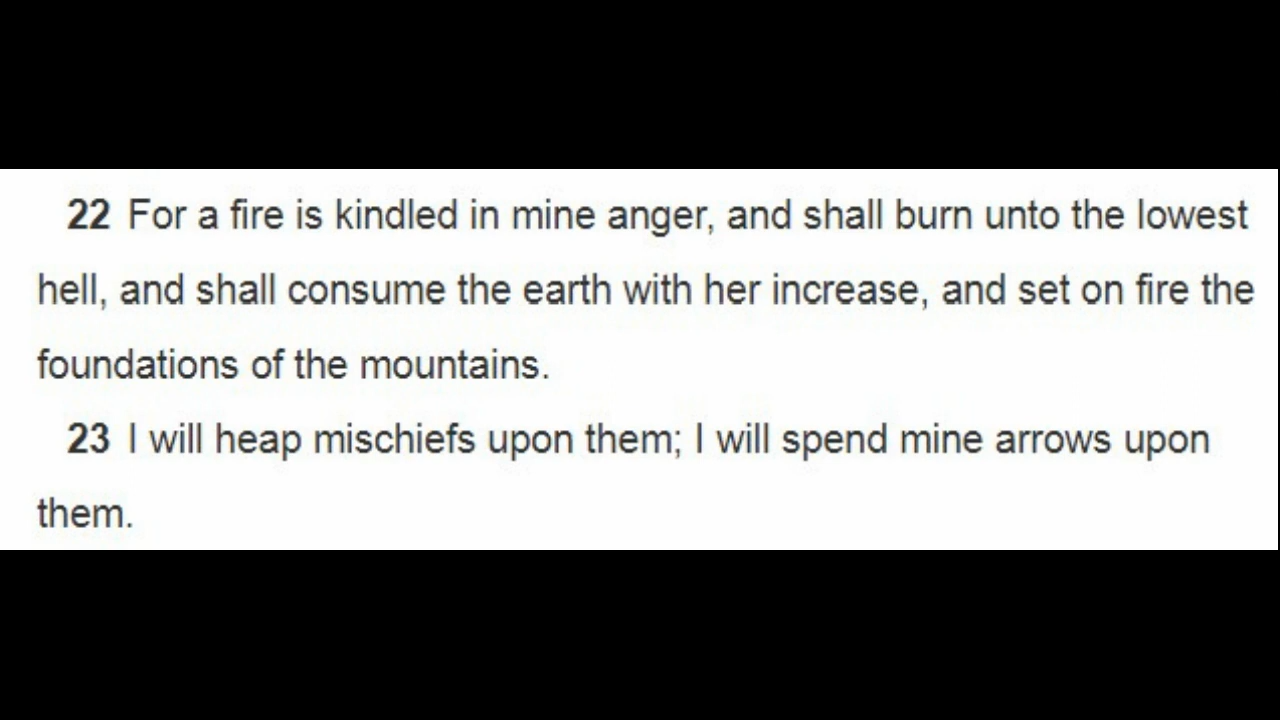 22 For a fire is kindled in mine anger, and shall burn unto the lowest
hell, and shall consume the earth with her increase, and set on fire the
foundations of the mountains.
23 I will heap mischiefs upon them; I will spend mine arrows upon
them.